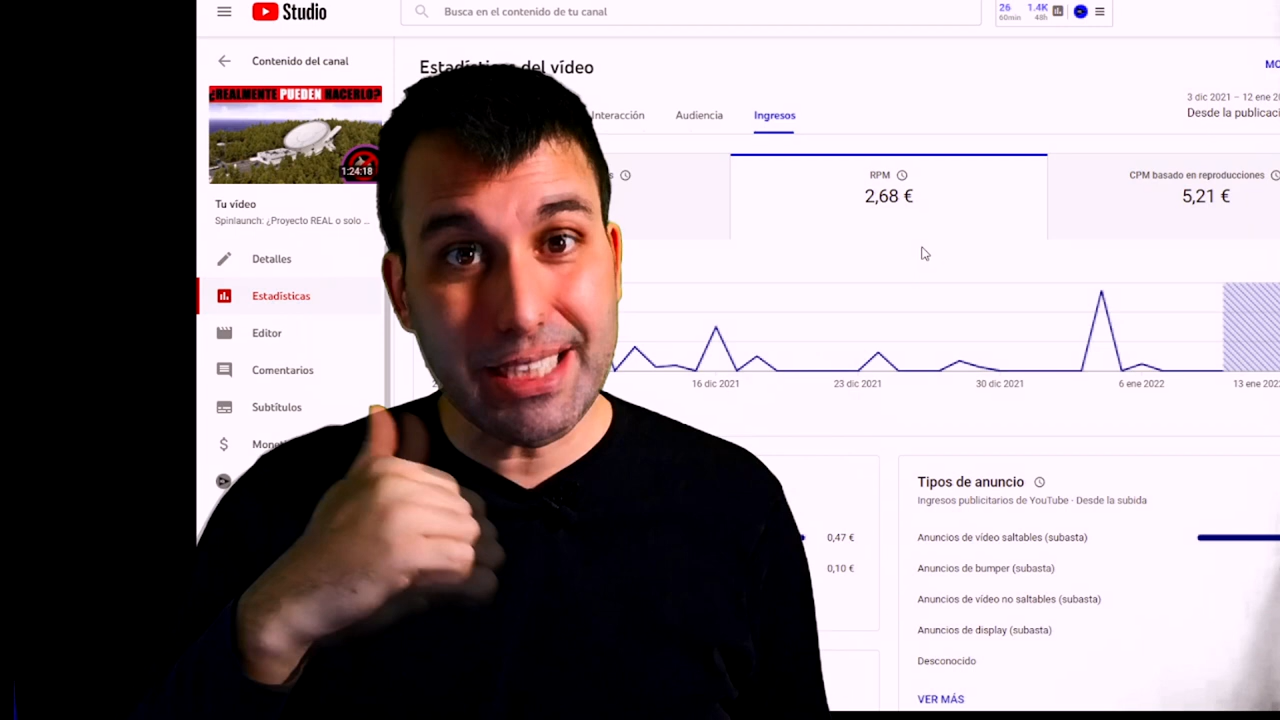 Studio
Busca en el contenido de tu canal
26
60min
1.4K
48h
Contenido del canal
¿REALMENTE PUEDEN HACERLO?
1:24:18
Tu vídeo
Spinlaunch: ¿Proyecto REAL o solo ...
Detalles
Estadísticas
Editor
Comentarios
Subtítulos
del vídeo
3 dic 2021 – 12 ene
Desde la
Interacción
Audiencia
Ingresos
RPM
2,68 €
CPM basado en reproducciones
5,21 €
16 dic 2021
23 dic 2021
30 dic 2021
6 ene 2022
13 ene
0,47 €
0,10 €
Tipos de anuncio
Ingresos publicitarios de YouTube · Desde la subida
Anuncios de vídeo saltables (subasta)
Anuncios de bumper (subasta)
Anuncios de vídeo no saltables (subasta)
Anuncios de display (subasta)
Desconocido
VER MÁS